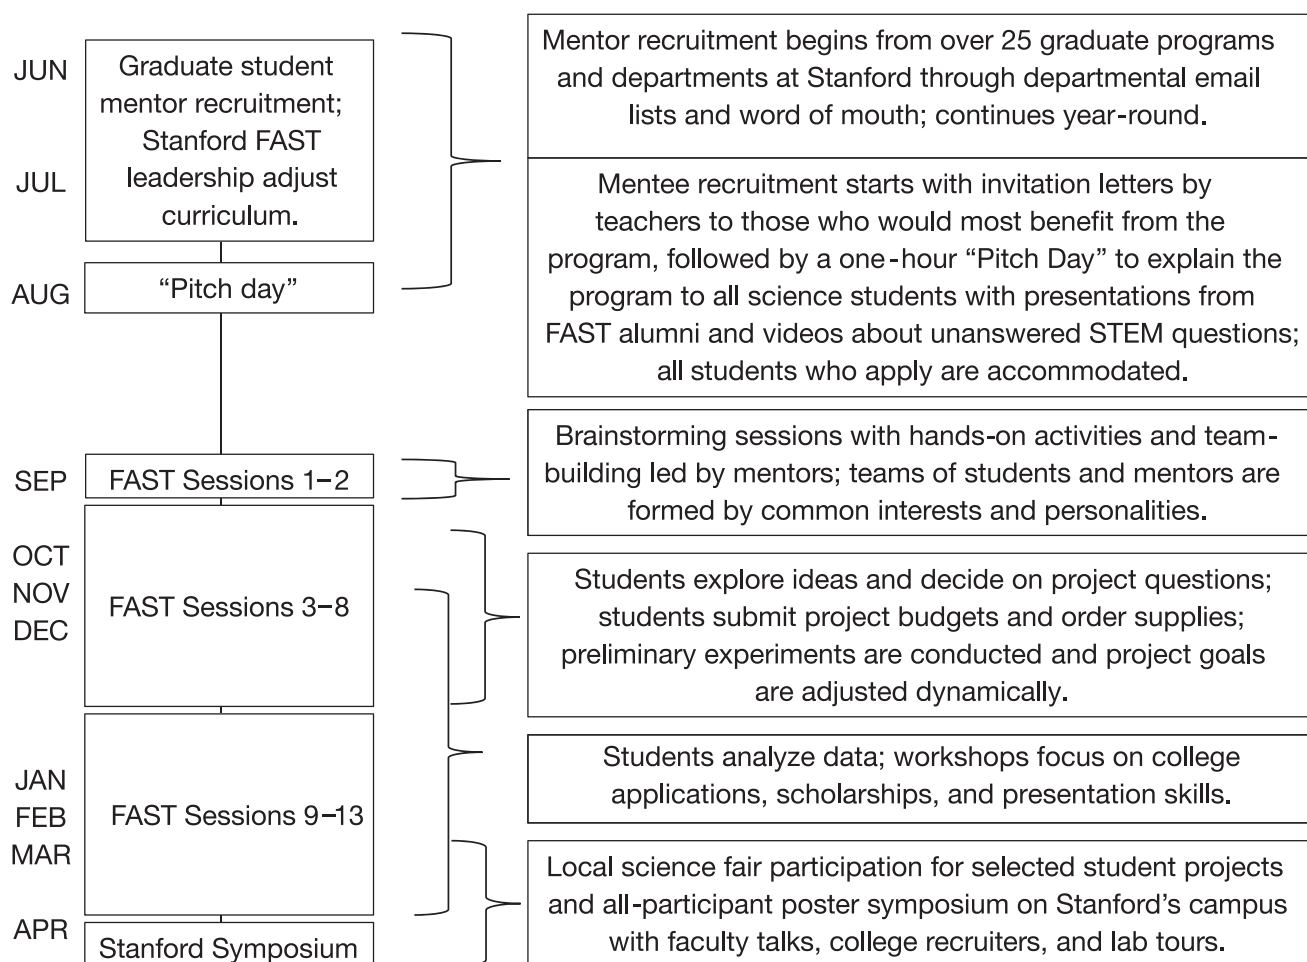 JUN
Graduate student
mentor recruitment;
Stanford FAST
leadership adjust
curriculum.
JUL
Mentor recruitment begins from over 25 graduate programs
and departments at Stanford through departmental email
lists and word of mouth; continues year-round.
AUG
“Pitch day”
Mentee recruitment starts with invitation letters by
teachers to those who would most benefit from the
program, followed by a one-hour “Pitch Day” to explain the
program to all science students with presentations from
FAST alumni and videos about unanswered STEM questions;
all students who apply are accommodated.
SEP
FAST Sessions 1–2
Brainstorming sessions with hands-on activities and team-
building led by mentors; teams of students and mentors are
formed by common interests and personalities.
OCT
NOV
DEC
FAST Sessions 3–8
Students explore ideas and decide on project questions;
students submit project budgets and order supplies;
preliminary experiments are conducted and project goals
are adjusted dynamically.
JAN
FEB
MAR
FAST Sessions 9–13
Students analyze data; workshops focus on college
applications, scholarships, and presentation skills.
APR
Stanford Symposium
Local science fair participation for selected student projects
and all-participant poster symposium on Stanford’s campus
with faculty talks, college recruiters, and lab tours.